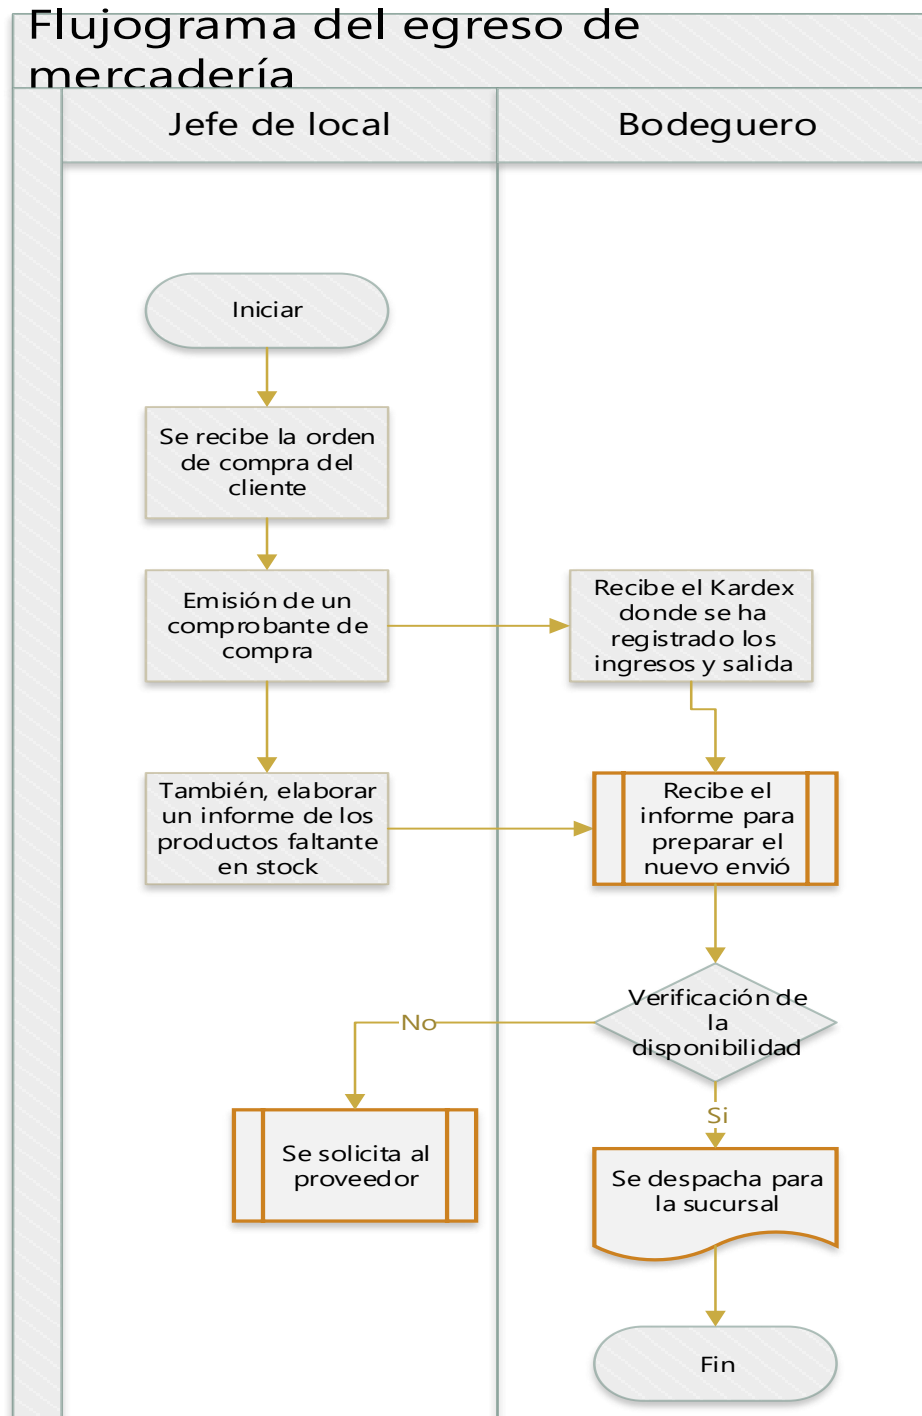 Flujograma del egreso de
mercadería
Jefe de local
Bodeguero
Iniciar
Se recibe la orden
de compra del
cliente
Emisión de un
comprobante de
compra
Recibe el Kardex
donde se ha
registrado los
ingresos y salida
También, elaborar
un informe de los
productos faltante
en stock
Recibe el
informe para
preparar el
nuevo envió
Verificación de
la
disponibilidad
No
Si
Se solicita al
proveedor
Se despacha para
la sucursal
Fin